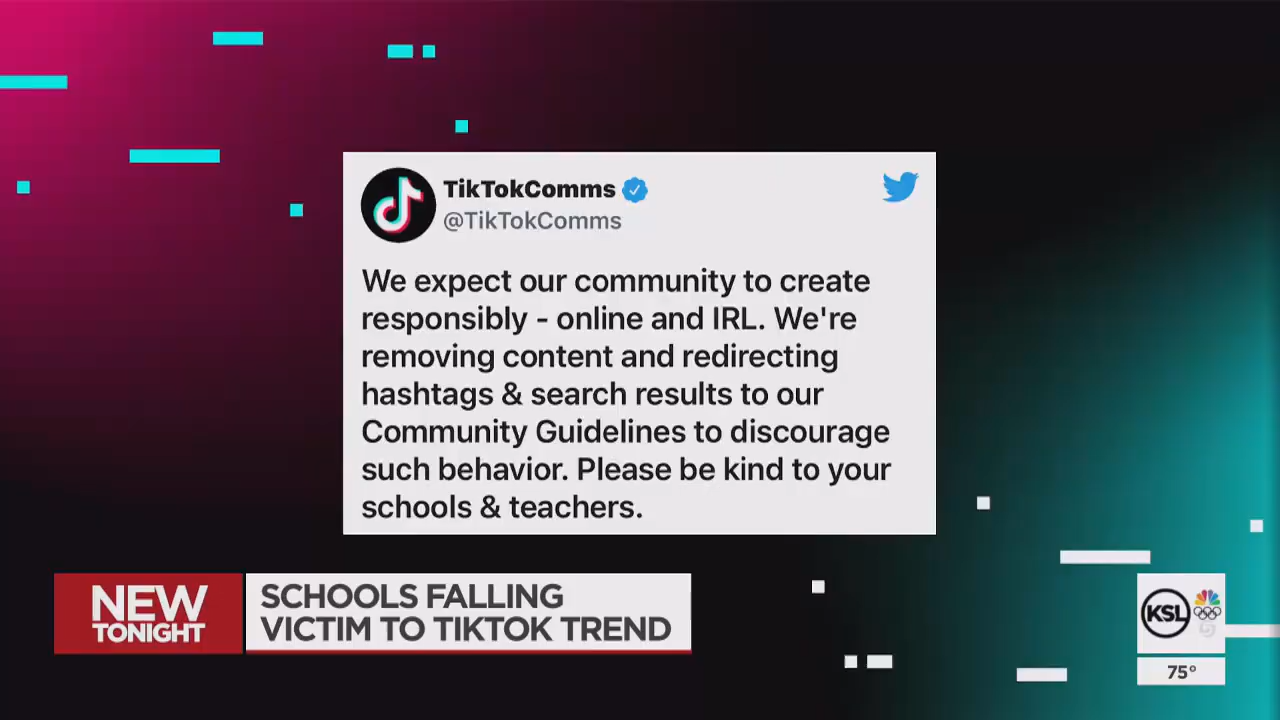 TikTokComms
@TikTokComms
We expect our community to create
responsibly - online and IRL. We're
removing content and redirecting
hashtags & search results to our
Community Guidelines to discourage
such behavior. Please be kind to your
schools & teachers.
NEW
TONIGHT
SCHOOLS FALLING
VICTIM TO TIKTOK TREND
KSL
75°